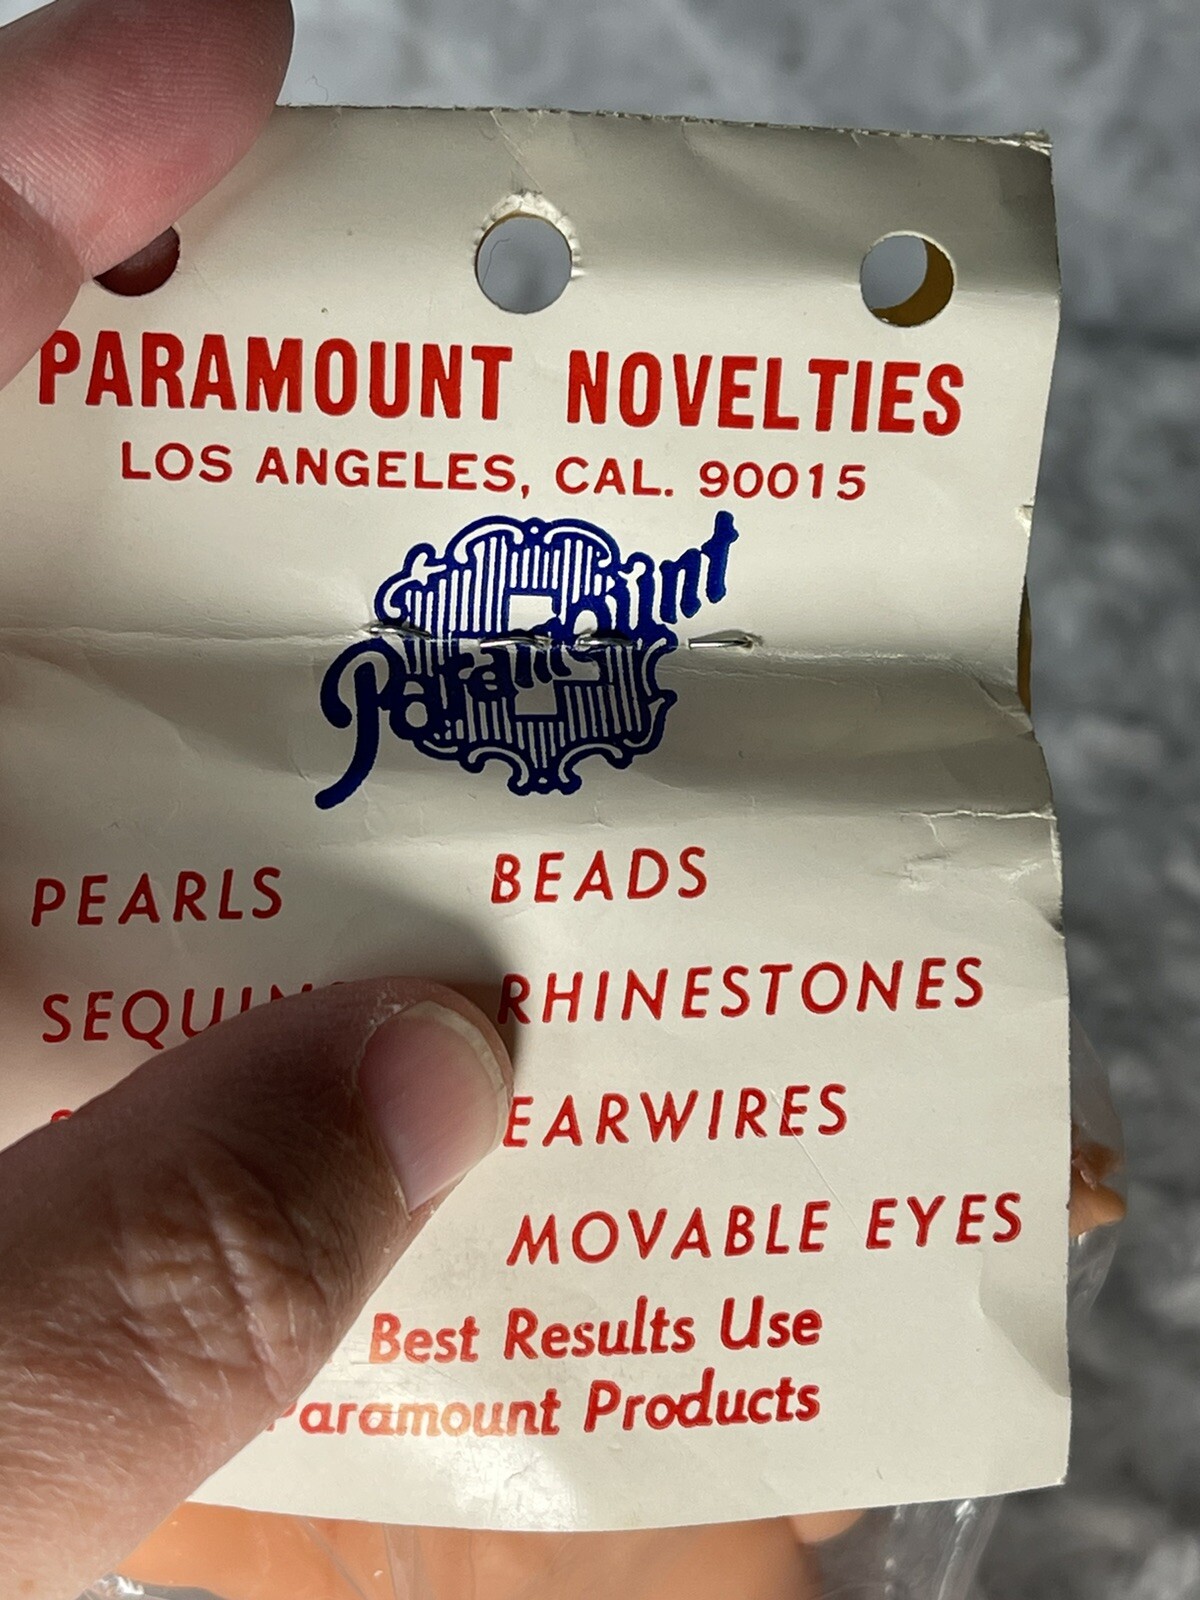 PARAMOUNT NOVELTIES
LOS ANGELES, CAL. 90015
Paramount
PEARLS BEADS
RHINESTONES
EARWIRES
MOVABLE EYES
Best Results Use
Paramount Products